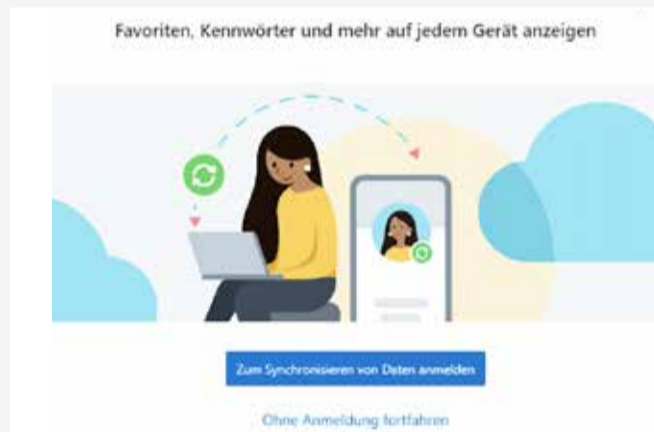 Favoriten, Kennwörter und mehr auf jedem Gerät anzeigen
Zum Synchronisieren von Daten anmelden
Ohne Anmeldung fortfahren